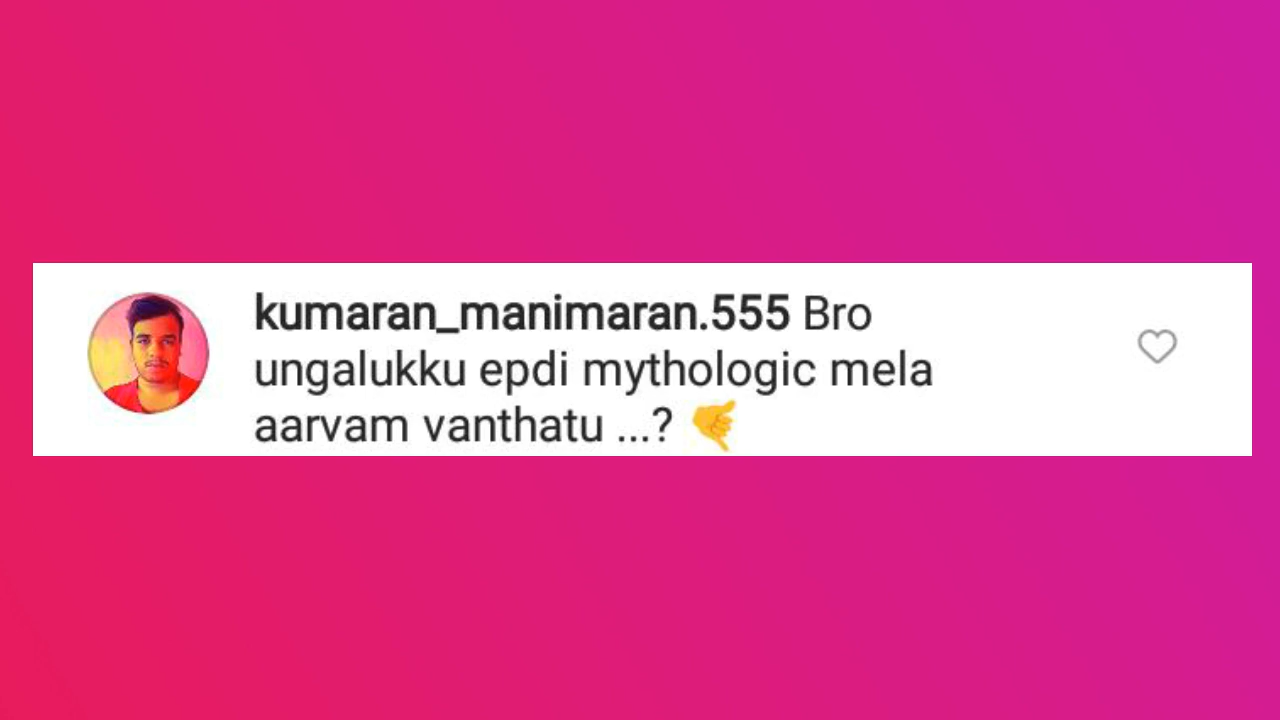 kumaran_manimaran.555 Bro
ungalukku epdi mythologic mela
aarvam vanthatu ...? 🤙